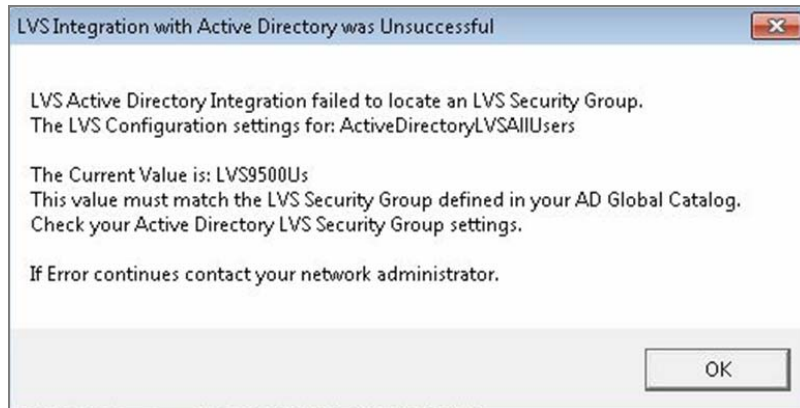 LVS Integration with Active Directory was Unsuccessful
LVS Active Directory Integration failed to locate an LVS Security Group.
The LVS Configuration settings for: ActiveDirectoryLVSAllUsers
The Current Value is: LVS9500Us
This value must match the LVS Security Group defined in your AD Global Catalog.
Check your Active Directory LVS Security Group settings.
If Error continues contact your network administrator.
OK